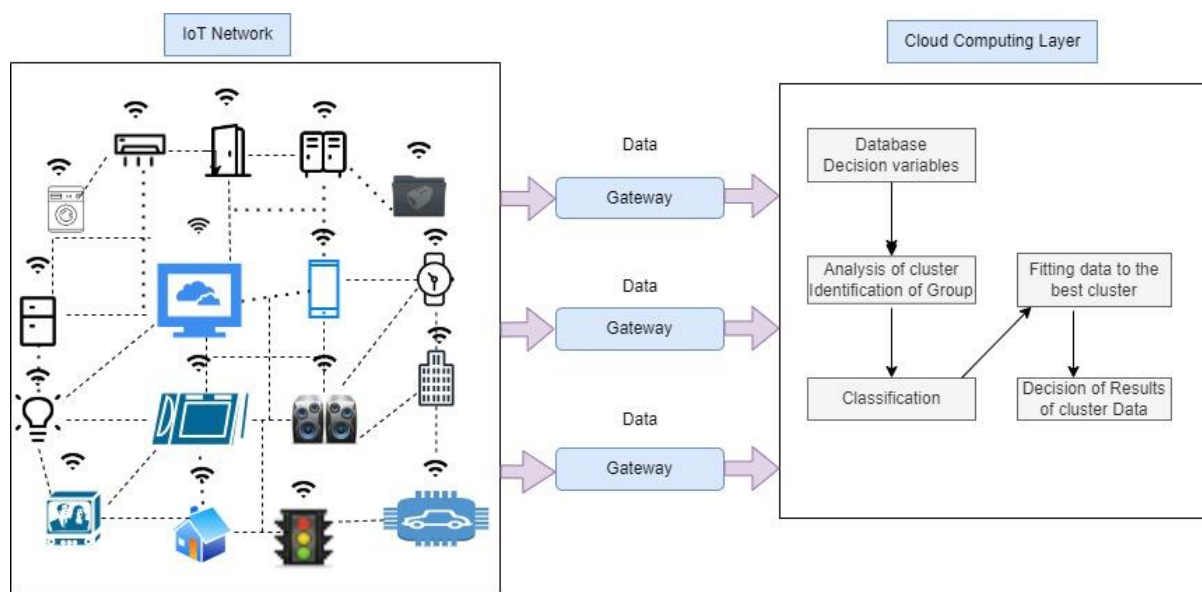 IoT Network
Cloud Computing Layer
Data
Gateway
Data
Gateway
Data
Gateway
Database
Decision variables
Analysis of cluster
Identification of Group
Classification
Fitting data to the
best cluster
Decision of Results
of cluster Data